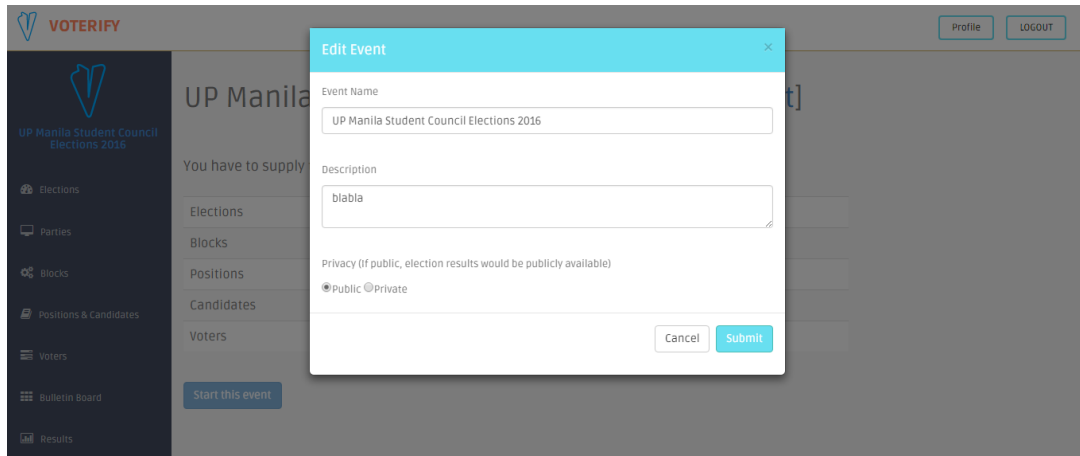 VOTERIFY
Profile
LOGOUT
UP Manila Student Council
Elections 2016
Elections
Parties
Blocks
Positions & Candidates
Voters
Bulletin Board
Results
UP Manila
t]
You have to supply
Elections
Blocks
Positions
Candidates
Voters
Start this event
Edit Event
×
Event Name
UP Manila Student Council Elections 2016
Description
blabla
Privacy (If public, election results would be publicly available)
Public Private
Cancel Submit